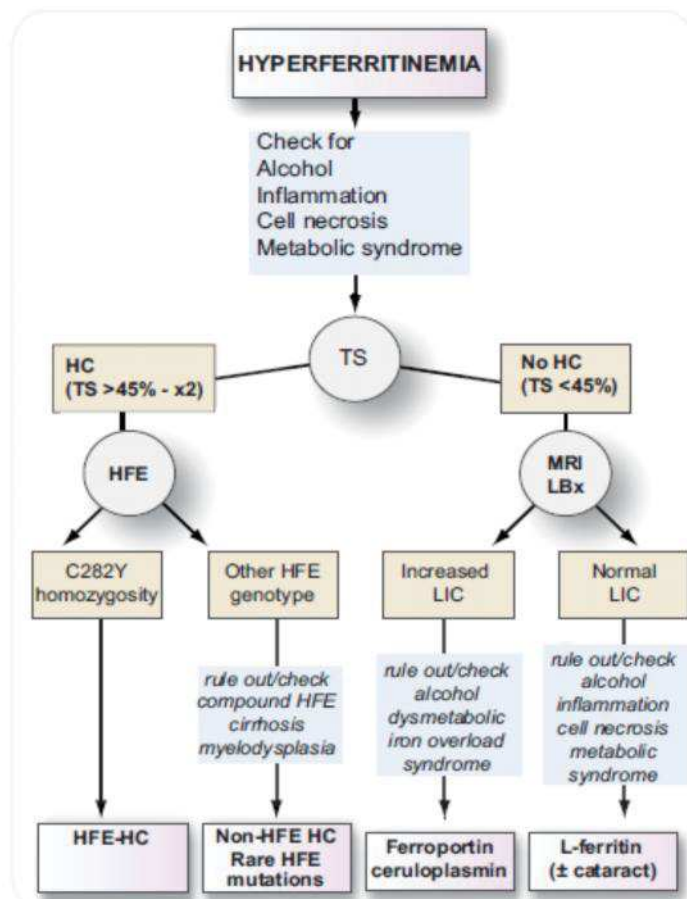 HYPERFERRITINEMIA
Check for
Alcohol
Inflammation
Cell necrosis
Metabolic syndrome
TS
HC
(TS >45% - x2)
No HC
(TS <45%)
HFE
MRI
LBx
C282Y
homozygosity
Other HFE
genotype
Increased
LIC
Normal
LIC
rule out/check
compound HFE
cirrhosis
myelodysplasia
rule out/check
alcohol
dysmetabolic
iron overload
syndrome
rule out/check
alcohol
inflammation
cell necrosis
metabolic
syndrome
HFE-HC
Non-HFE HC
Rare HFE
mutations
Ferroportin
ceruloplasmin
L-ferritin
(± cataract)